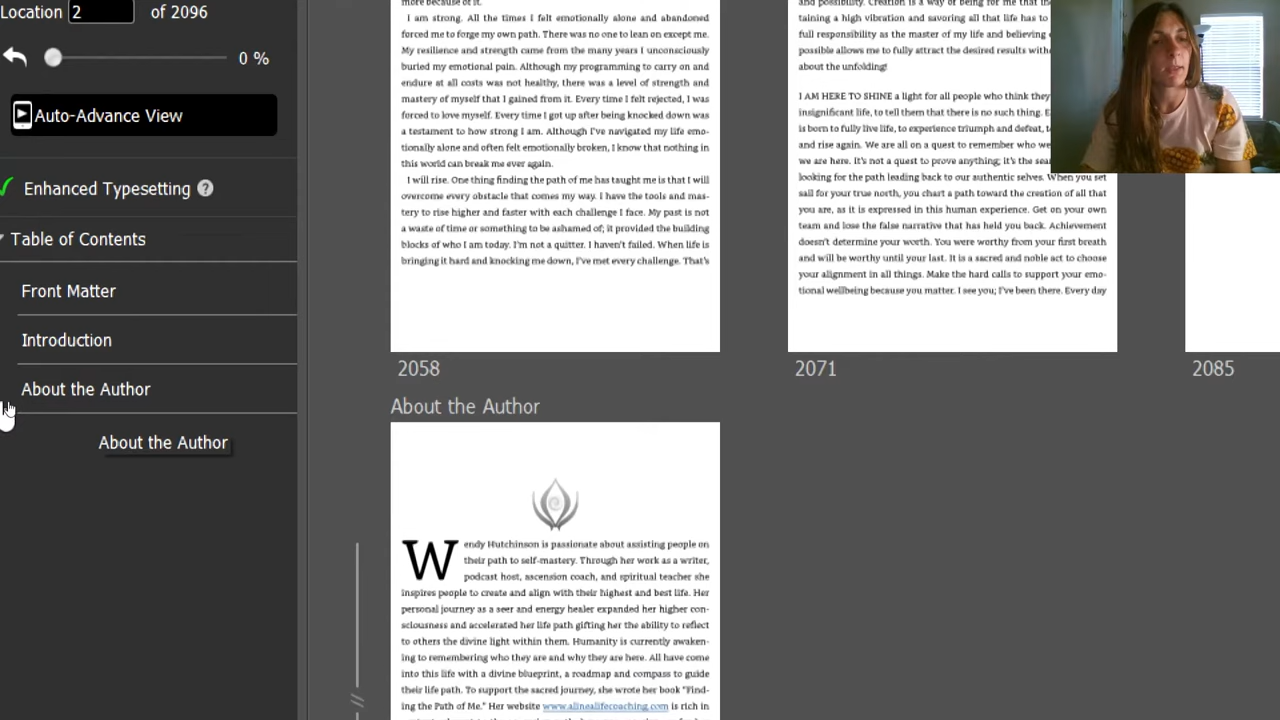 Location 2 of 2096
0 %
Auto-Advance View
Enhanced Typesetting ?
Table of Contents
Front Matter
Introduction
About the Author
About the Author
more because of it.
I am strong. All the times I felt emotionally alone and abandoned
forced me to forge my own path. There was no one to lean on except me.
My resilience and strength came from the many years I unconsciously
buried my emotional pain. Although my programming to carry on and
endure at all costs was not healthy, there was a level of strength and
mastery of myself that I gained from it. Every time I felt rejected, I was
forced to love myself. Every time I got up after being knocked down was
a testament to how strong I am. Although I've navigated my life emo-
tionally alone and often felt emotionally broken, I know that nothing in
this world can break me ever again.
I will rise. One thing finding the path of me has taught me is that I will
overcome every obstacle that comes my way. I have the tools and mas-
tery to rise higher and faster with each challenge I face. My past is not
a waste of time or something to be ashamed of; it provided the building
blocks of who I am today. I'm not a quitter. I haven't failed. When life is
bringing it hard and knocking me down, I've met every challenge. That's
2058
and possibility. Creation is a way of being for me that in
taining a high vibration and savoring all that life has to
full responsibility as the master of my life and believing
possible allows me to fully attract the desired results with
about the unfolding!
I AM HERE TO SHINE a light for all people who think they
insignificant life, to tell them that there is no such thing. E
is born to fully live life, to experience triumph and defeat, t
and rise again. We are all on a quest to remember who we
we are here. It's not a quest to prove anything; it's the sea
looking for the path leading back to our authentic selves. When you set
sail for your true north, you chart a path toward the creation of all that
you are, as it is expressed in this human experience. Get on your own
team and lose the false narrative that has held you back. Achievement
doesn't determine your worth. You were worthy from your first breath
and will be worthy until your last. It is a sacred and noble act to choose
your alignment in all things. Make the hard calls to support your emo-
tional wellbeing because you matter. I see you; I've been there. Every day
2071
2085
About the Author
Wendy Hutchinson is passionate about assisting people on
their path to self-mastery. Through her work as a writer,
podcast host, ascension coach, and spiritual teacher she
inspires people to create and align with their highest and best life. Her
personal journey as a seer and energy healer expanded her higher con-
sciousness and accelerated her life path gifting her the ability to reflect
to others the divine light within them. Humanity is currently awaken-
ing to remembering who they are and why they are here. All have come
into this life with a divine blueprint, a roadmap and compass to guide
their life path. To support the sacred journey, she wrote her book "Find-
ing the Path of Me." Her website www.alinealifecoaching.com is rich in